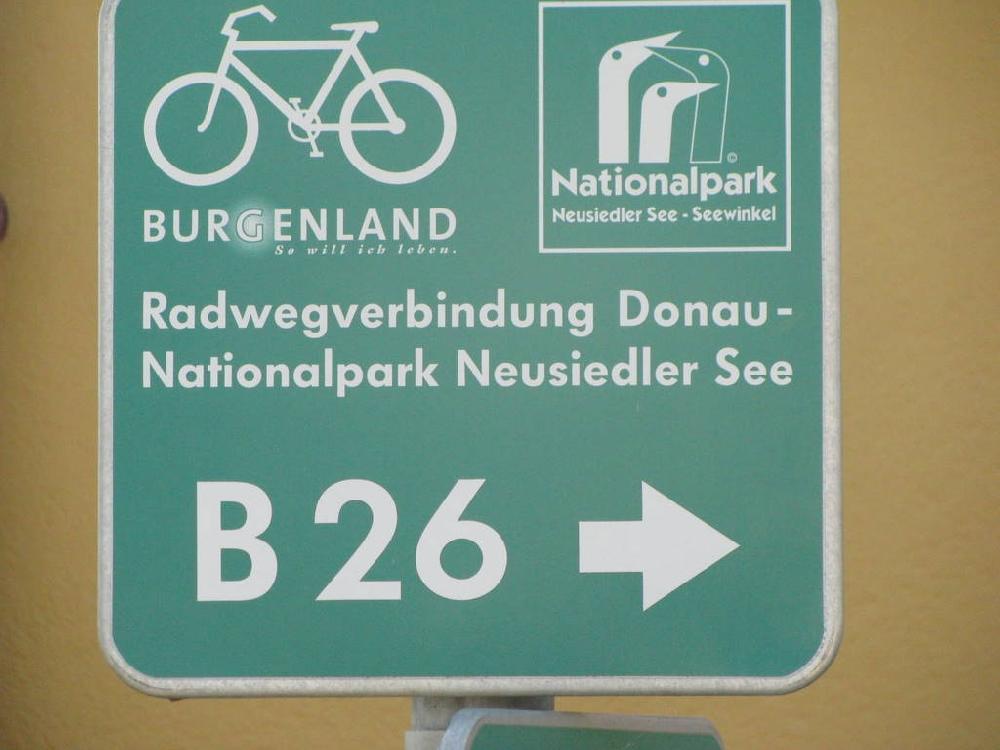 BURGENLAND
So will ich leben.
©
Nationalpark
Neusiedler See - Seewinkel
Radwegverbindung Donau-
Nationalpark Neusiedler See
B 26